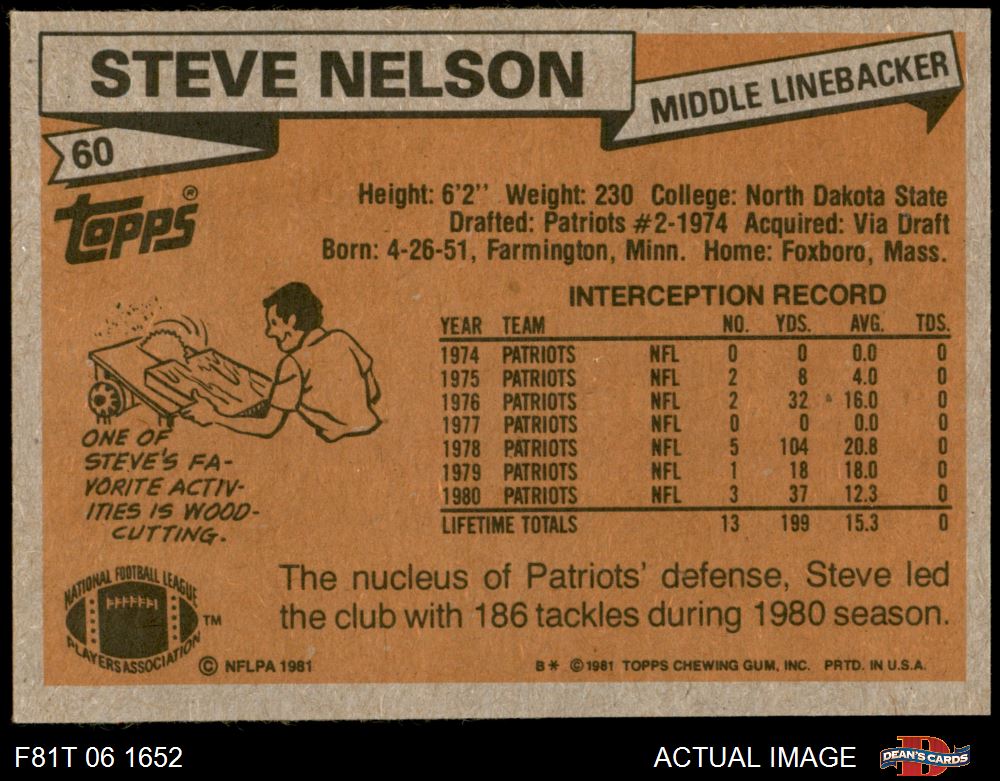 STEVE NELSON
MIDDLE LINEBACKER
60
TOPPS®
Height: 6'2" Weight: 230 College: North Dakota State
Drafted: Patriots #2-1974 Acquired: Via Draft
Born: 4-26-51, Farmington, Minn. Home: Foxboro, Mass.
INTERCEPTION RECORD
YEAR TEAM NO. YDS. AVG. TDS.
1974 PATRIOTS NFL 0 0 0.0 0
1975 PATRIOTS NFL 2 8 4.0 0
1976 PATRIOTS NFL 2 32 16.0 0
1977 PATRIOTS NFL 0 0 0.0 0
1978 PATRIOTS NFL 5 104 20.8 0
1979 PATRIOTS NFL 1 18 18.0 0
1980 PATRIOTS NFL 3 37 12.3 0
LIFETIME TOTALS 13 199 15.3 0
ONE OF
STEVE'S FA-
VORITE ACTIV-
ITIES IS WOOD-
CUTTING.
The nucleus of Patriots' defense, Steve led
the club with 186 tackles during 1980 season.
NATIONAL FOOTBALL LEAGUE
PLAYERS ASSOCIATION
TM
© NFLPA 1981
B* ©1981 TOPPS CHEWING GUM, INC. PRTD. IN U.S.A.
F81T 06 1652
ACTUAL IMAGE
D
DEAN'S CARDS